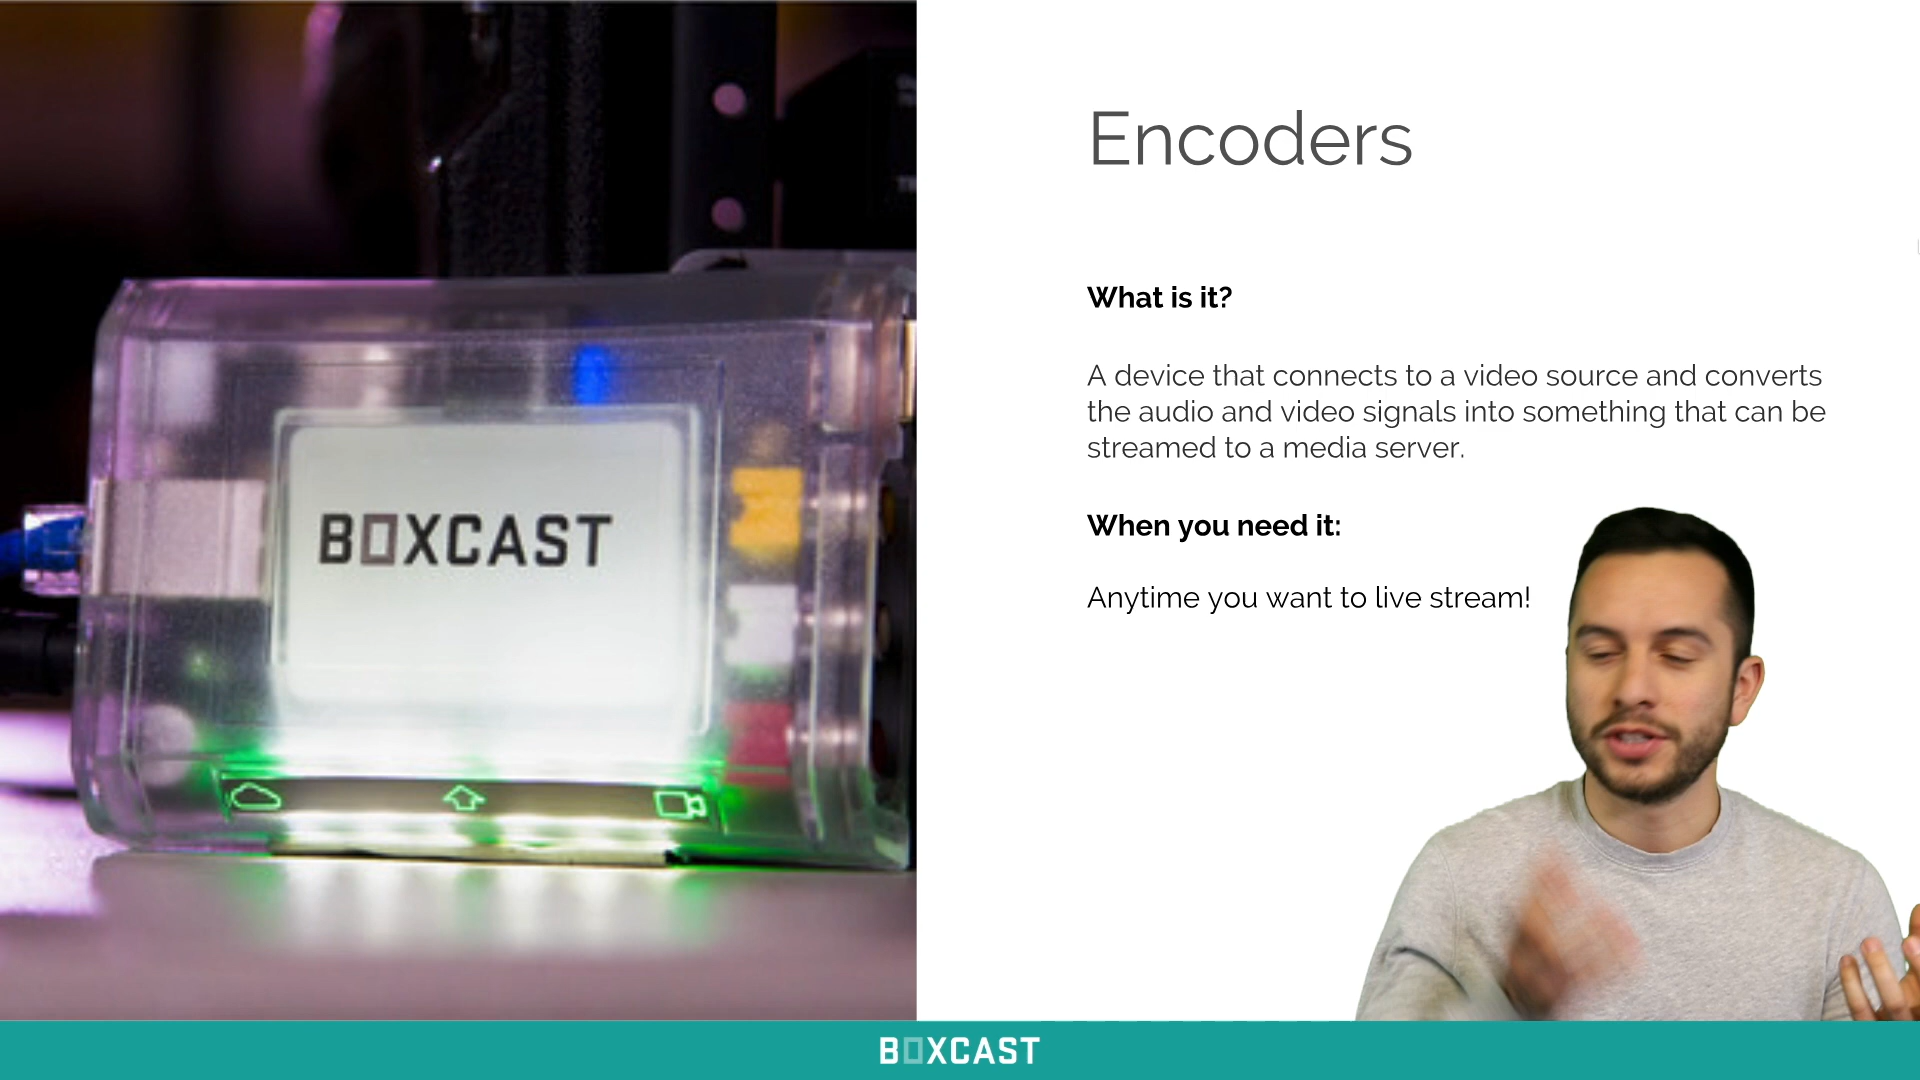 BOXCAST
Encoders
What is it?
A device that connects to a video source and converts
the audio and video signals into something that can be
streamed to a media server.
When you need it:
Anytime you want to live stream!
BOXCAST